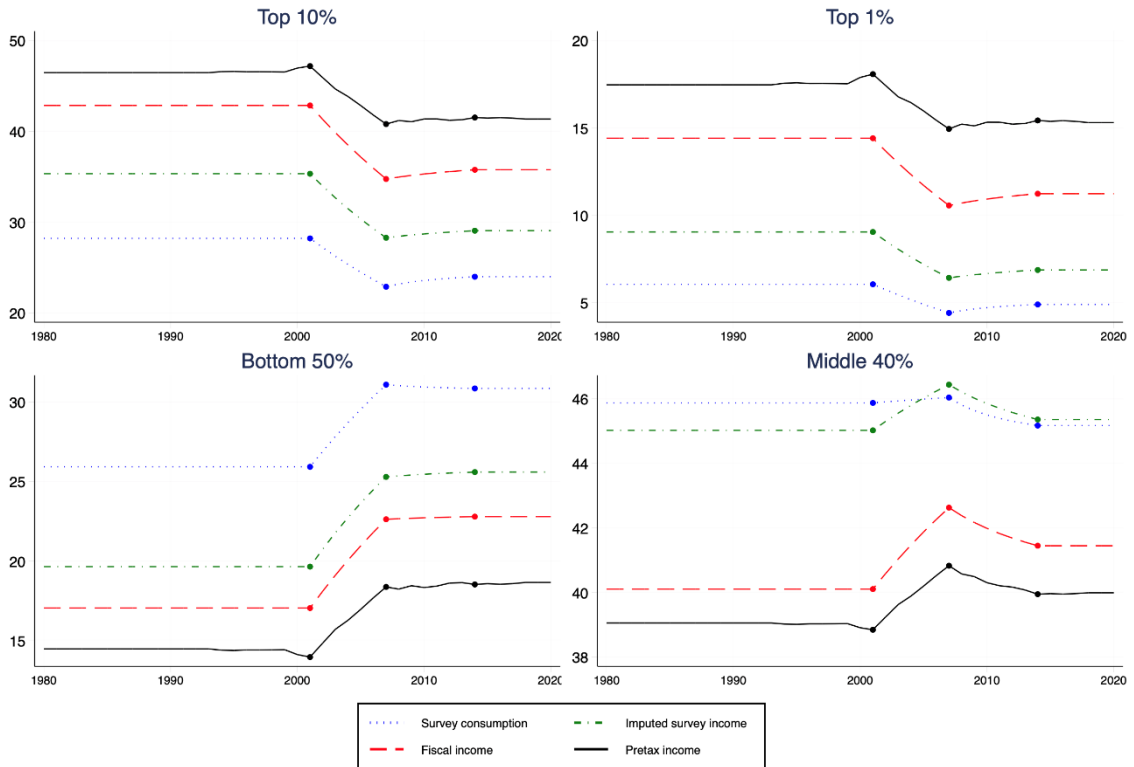 Top 10%
50
40
30
20
1980 1990 2000 2010 2020
Top 1%
20
15
10
5
1980 1990 2000 2010 2020
Bottom 50%
30
25
20
15
1980 1990 2000 2010 2020
Middle 40%
46
44
42
40
38
1980 1990 2000 2010 2020
Survey consumption Imputed survey income
Fiscal income Pretax income